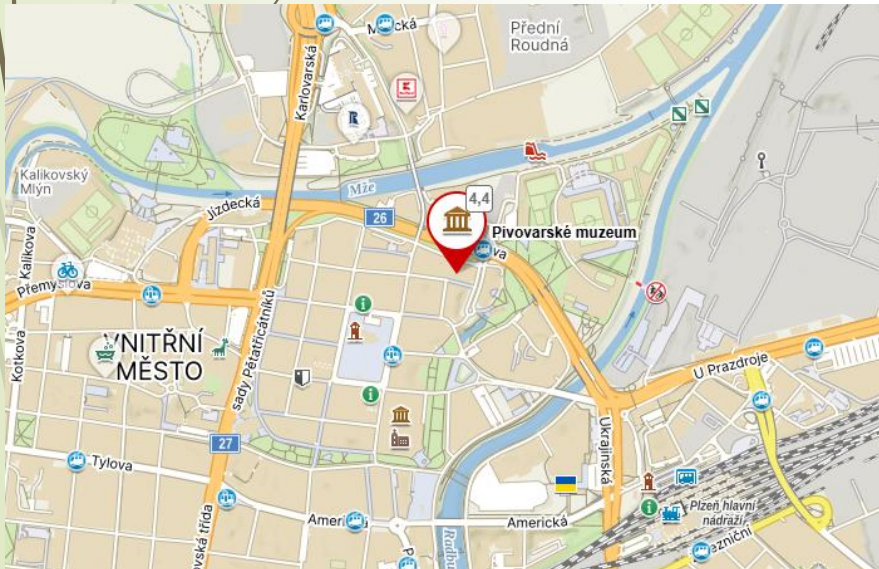 Karlovarská
Přední
Roudná
Kalikovský
Mlýn
Mže
Jízdecká
26
4,4
Pivovarské muzeum
Kalikova
Přemyslova
sady Pětatřicátníků
VNITŘNÍ
MĚSTO
Kotkova
U Prazdroje
27
Tylova
Ukrajinská
Plzeň hlavní
nádraží
Americká